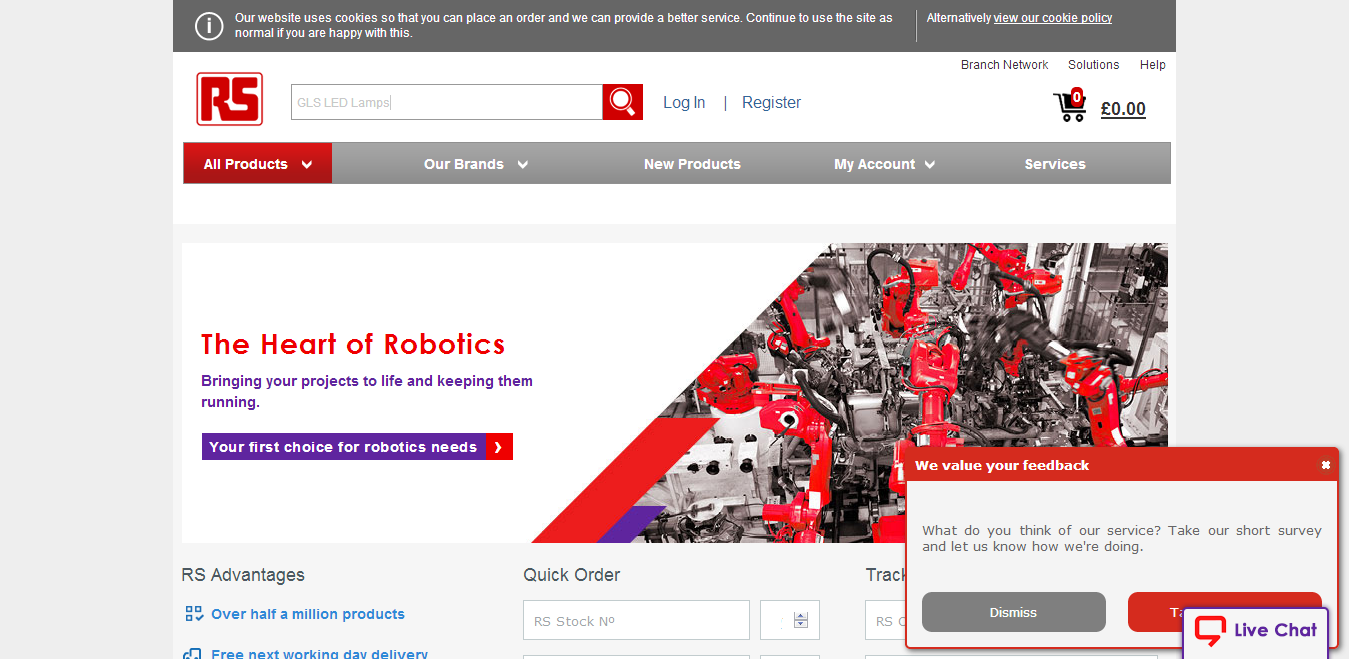 Our website uses cookies so that you can place an order and we can provide a better service. Continue to use the site as
normal if you are happy with this.
Alternatively view our cookie policy
Branch Network Solutions Help
RS
GLS LED Lamps
Log In | Register
0
£0.00
All Products Our Brands New Products My Account Services
The Heart of Robotics
Bringing your projects to life and keeping them
running.
Your first choice for robotics needs
We value your feedback
What do you think of our service? Take our short survey
and let us know how we're doing.
Dismiss
Live Chat
RS Advantages
Over half a million products
Free next working day delivery
Quick Order
RS Stock Nº
RS